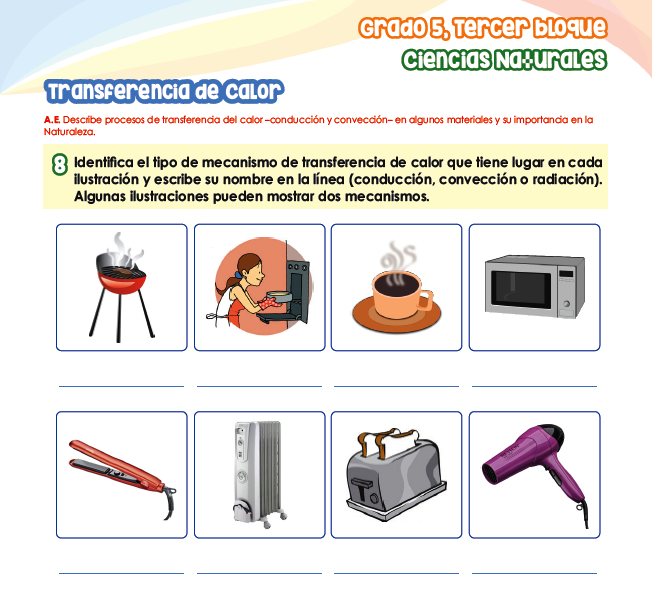 Grado 5, Tercer bloque
Ciencias Naturales
Transferencia de Calor
A.E. Describe procesos de transferencia del calor –conducción y convección– en algunos materiales y su importancia en la
Naturaleza.
8 Identifica el tipo de mecanismo de transferencia de calor que tiene lugar en cada
ilustración y escribe su nombre en la línea (conducción, convección o radiación).
Algunas ilustraciones pueden mostrar dos mecanismos.